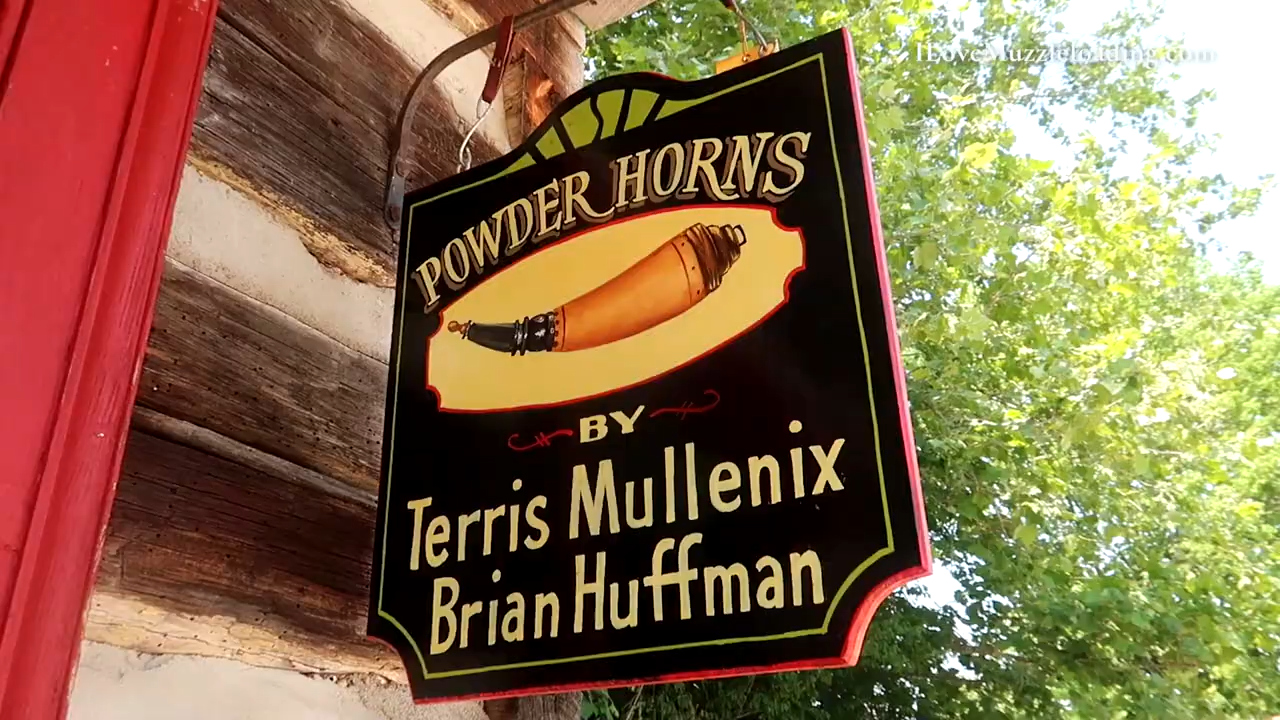 ILoveMuzzleloading.com
POWDER HORNS
BY
Terris Mullenix
Brian Huffman